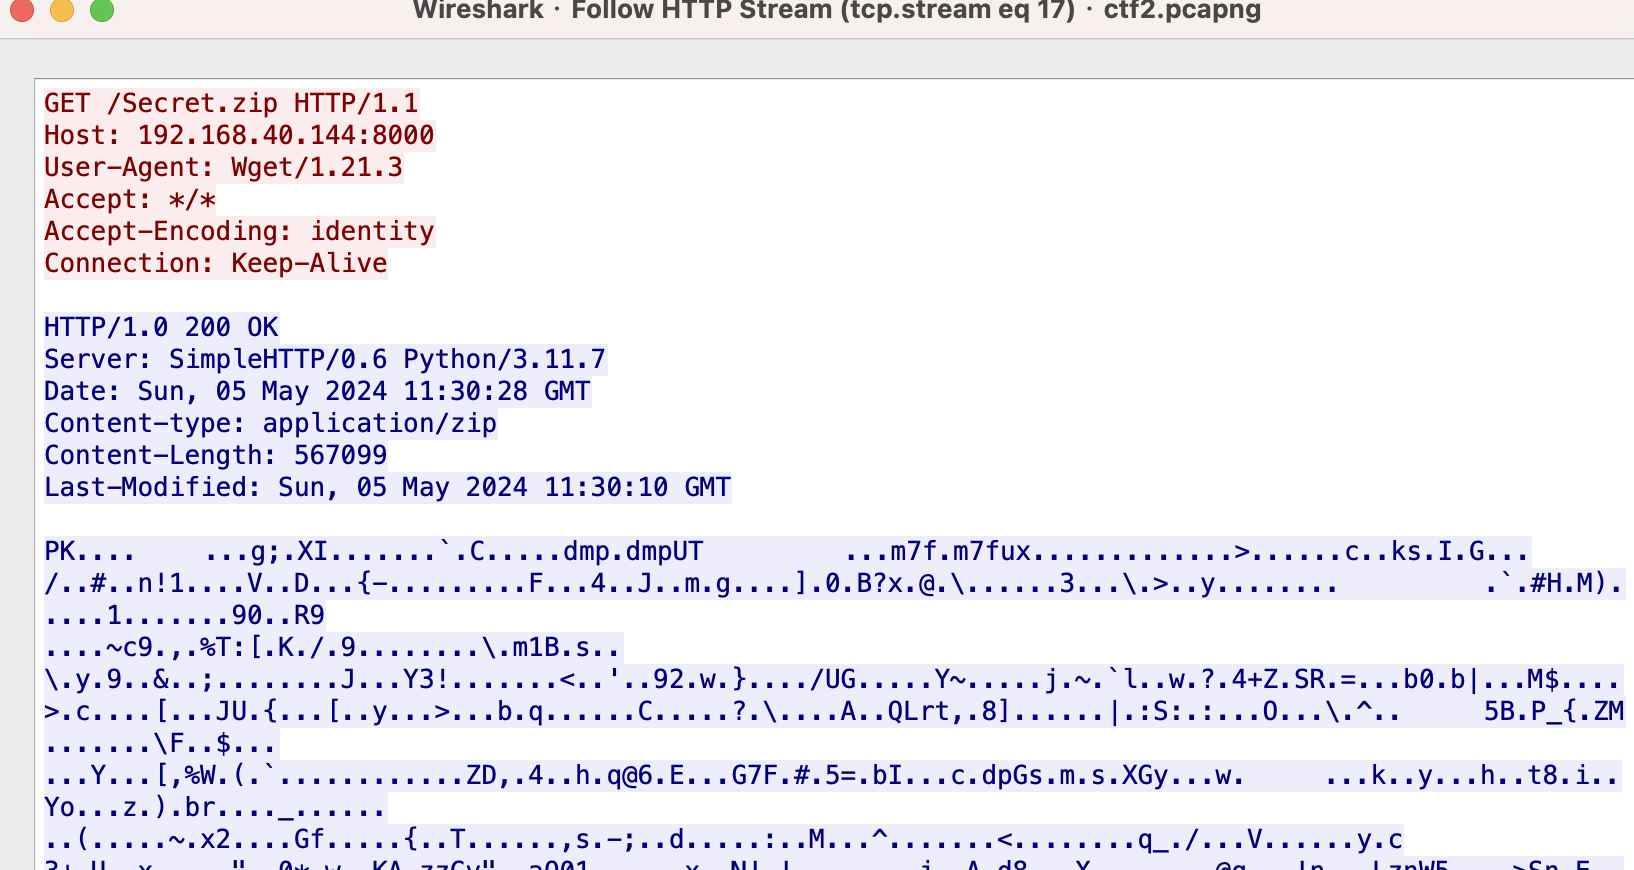 Wireshark · Follow HTTP Stream (tcp.stream eq 17) · ctf2.pcapng
GET /Secret.zip HTTP/1.1
Host: 192.168.40.144:8000
User-Agent: Wget/1.21.3
Accept: */*
Accept-Encoding: identity
Connection: Keep-Alive
HTTP/1.0 200 OK
Server: SimpleHTTP/0.6 Python/3.11.7
Date: Sun, 05 May 2024 11:30:28 GMT
Content-type: application/zip
Content-Length: 567099
Last-Modified: Sun, 05 May 2024 11:30:10 GMT
PK....	...g;.XI.......`.C.....dmp.dmpUT	...m7f.m7fux.............>......c..ks.I.G...
/..#..n!1....V..D...{-.........F...4..J..m.g....].0.B?x.@.\......3...\.>..y........	.`.#H.M).
....1.......90..R9
....~c9.,.%T:[.K./.9........\.m1B.s..
\.y.9..&..;........J...Y3!.......<..'..92.w.}..../UG.....Y~.....j.~.`l..w.?.4+Z.SR.=...b0.b|...M$....
>.c....[...JU.{...[..y...>...b.q......C.....?.\....A..QLrt,.8]......|.:S:.:...O...\.^..	5B.P_{.ZM
.......\F..$...
...Y...[,%W.(.`............ZD,.4..h.q@6.E...G7F.#.5=.bI...c.dpGs.m.s.XGy...w.	...k..y...h..t8.i..
Yo...z.).br...._......
..(.....~.x2....Gf.....{..T......,s.-;..d.....:..M...^.......<........q_./...V......y.c